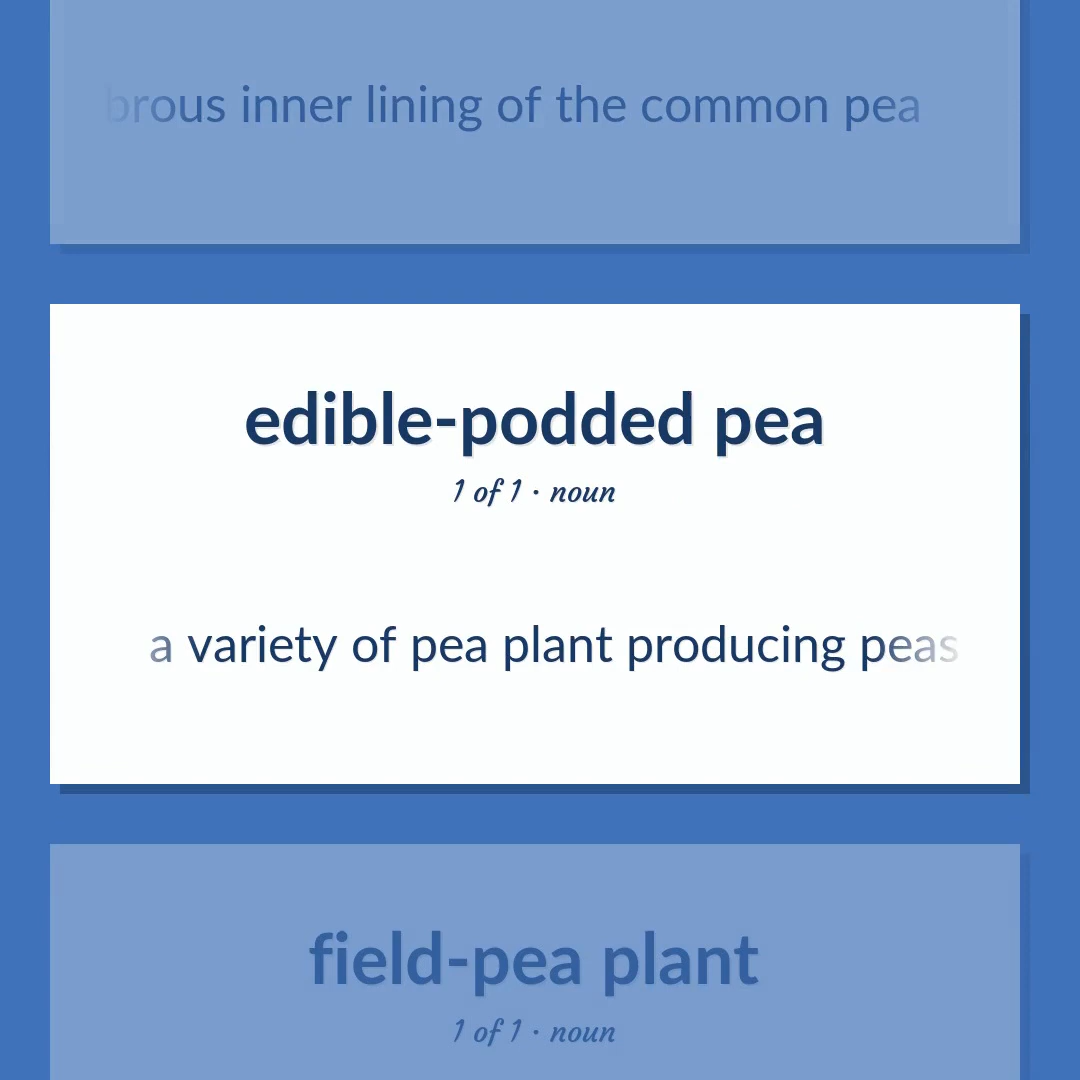 brous inner lining of the common pea
edible-podded pea
1 of 1 · noun
a variety of pea plant producing peas
field-pea plant
1 of 1 · noun